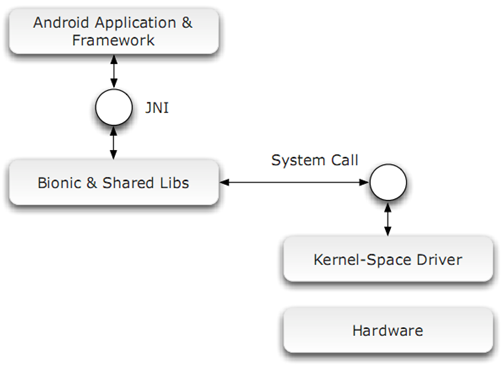 Android Application &
Framework
JNI
System Call
Bionic & Shared Libs
Kernel-Space Driver
Hardware